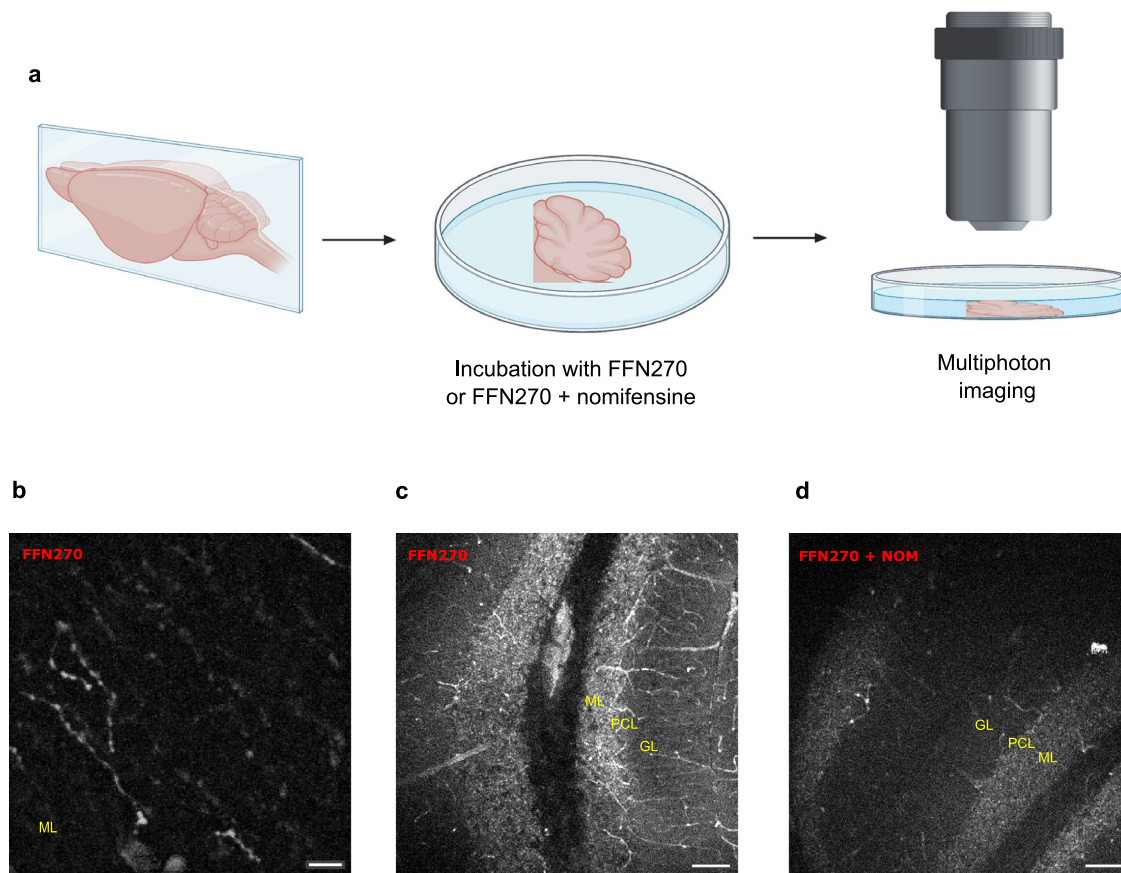 a
Incubation with FFN270
or FFN270 + nomifensine
Multiphoton
imaging
b
c
d
FFN270
ML
FFN270
ML
PCL
GL
FFN270 + NOM
GL
PCL
ML